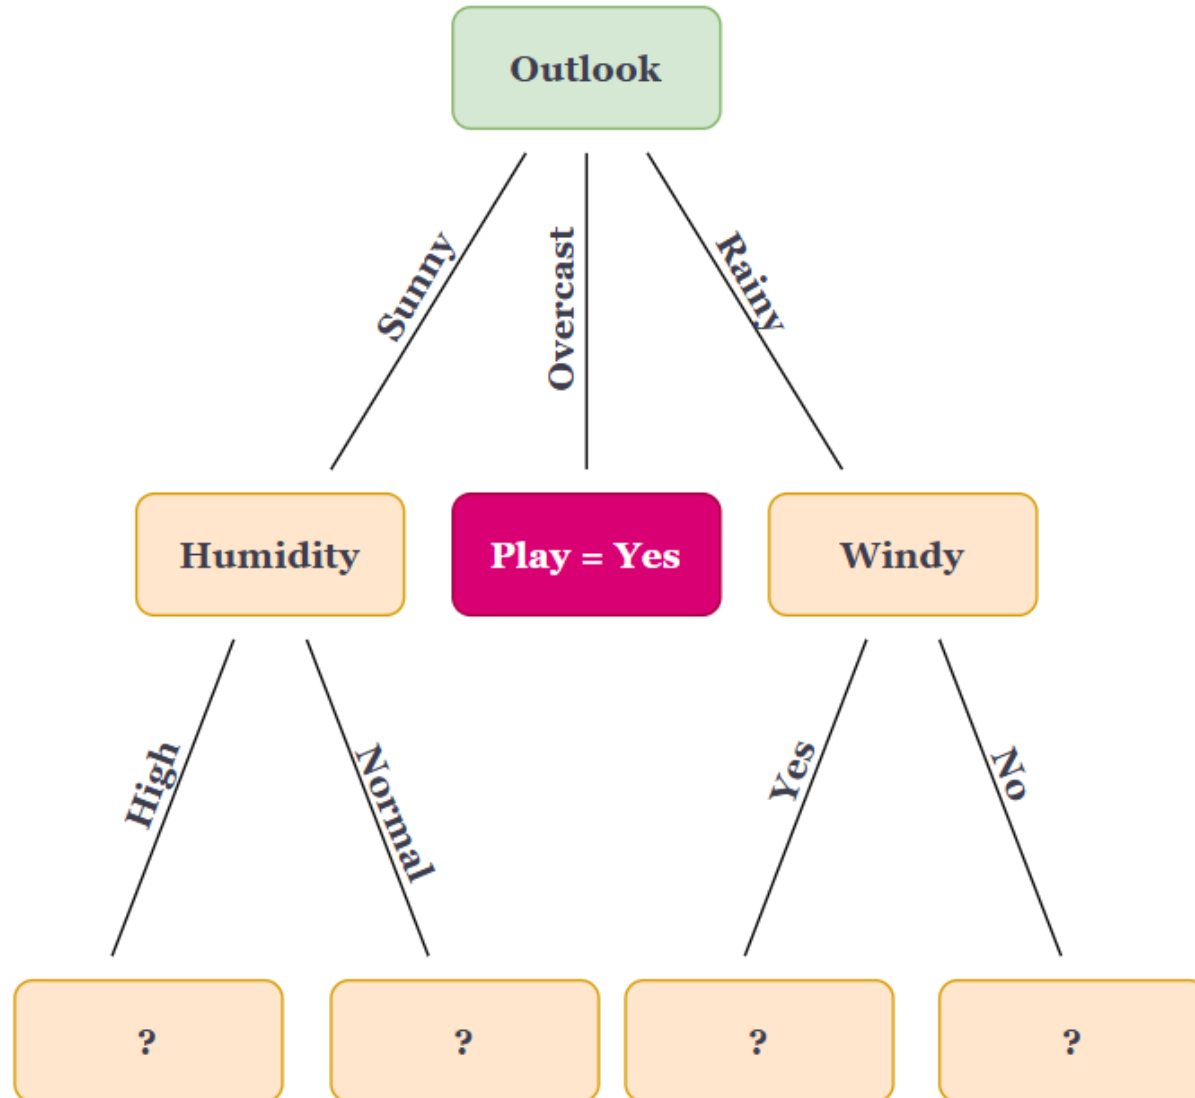 Outlook
Sunny
Overcast
Rainy
Humidity
Play = Yes
Windy
High
Normal
Yes
No
?
?
?
?